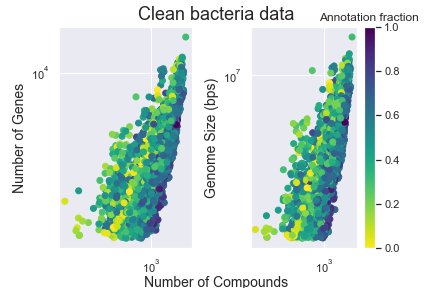 Clean bacteria data
Annotation fraction
Number of Genes
10^4
Genome Size (bps)
10^7
1.0
0.8
0.6
0.4
0.2
0.0
10^3
10^3
Number of Compounds